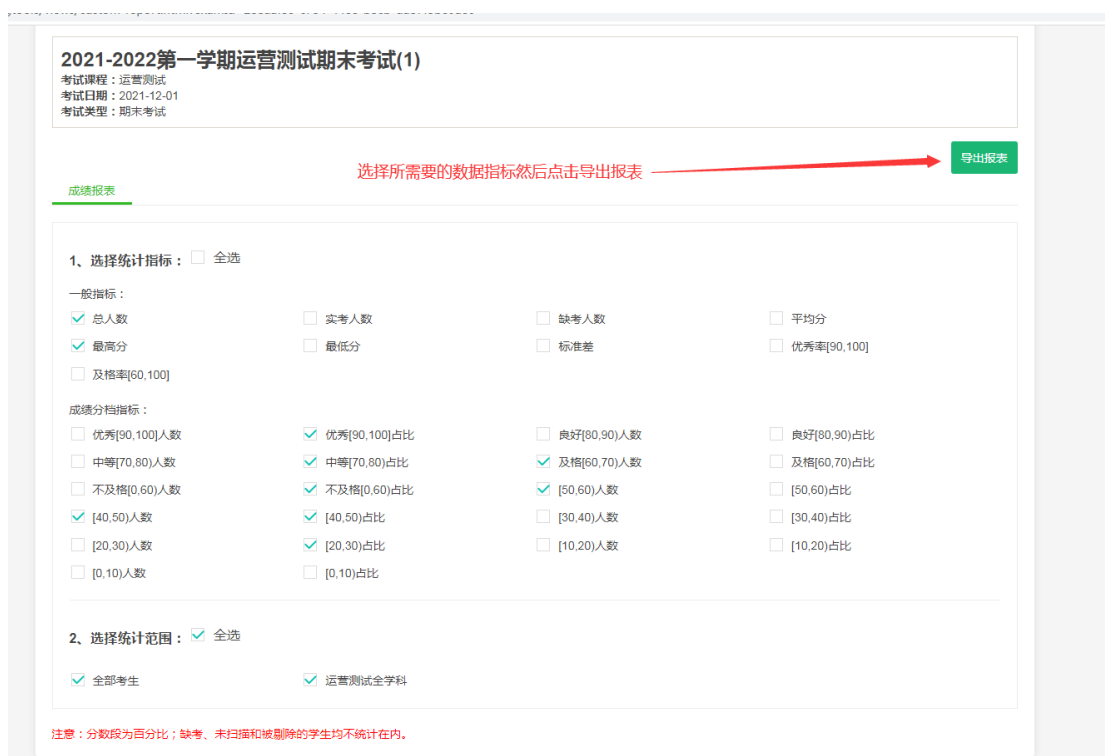 2021-2022第一学期运营测试期末考试(1)
考试课程：运营测试
考试日期：2021-12-01
考试类型：期末考试
选择所需要的数据指标然后点击导出报表
导出报表
成绩报表
1、选择统计指标： 全选
一般指标：
总人数 实考人数 缺考人数 平均分
最高分 最低分 标准差 优秀率[90,100]
及格率[60,100]
成绩分档指标：
优秀[90,100]人数 优秀[90,100]占比 良好[80,90)人数 良好[80,90)占比
中等[70,80)人数 中等[70,80)占比 及格[60,70)人数 及格[60,70)占比
不及格[0,60)人数 不及格[0,60)占比 [50,60)人数 [50,60)占比
[40,50)人数 [40,50)占比 [30,40)人数 [30,40)占比
[20,30)人数 [20,30)占比 [10,20)人数 [10,20)占比
[0,10)人数 [0,10)占比
2、选择统计范围： 全选
全部考生 运营测试全学科
注意：分数段为百分比；缺考、未扫描和被剔除的学生均不统计在内。